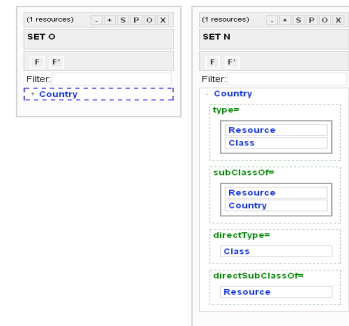 (1 resources) - + S P O X
SET O
F F'
Filter:
+ Country
(1 resources) - + S P O X
SET N
F F'
Filter:
- Country
type=
Resource
Class
subClassOf=
Resource
Country
directType=
Class
directSubClassOf=
Resource